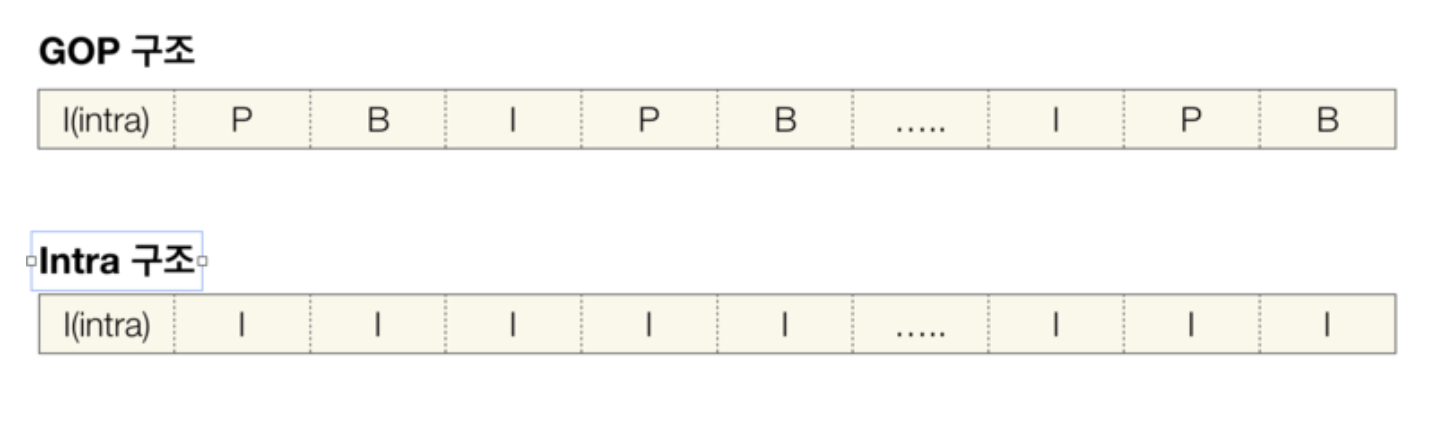 GOP 구조
I(intra) P B I P B ..... I P B
Intra 구조
I(intra) I I I I I ..... I I I